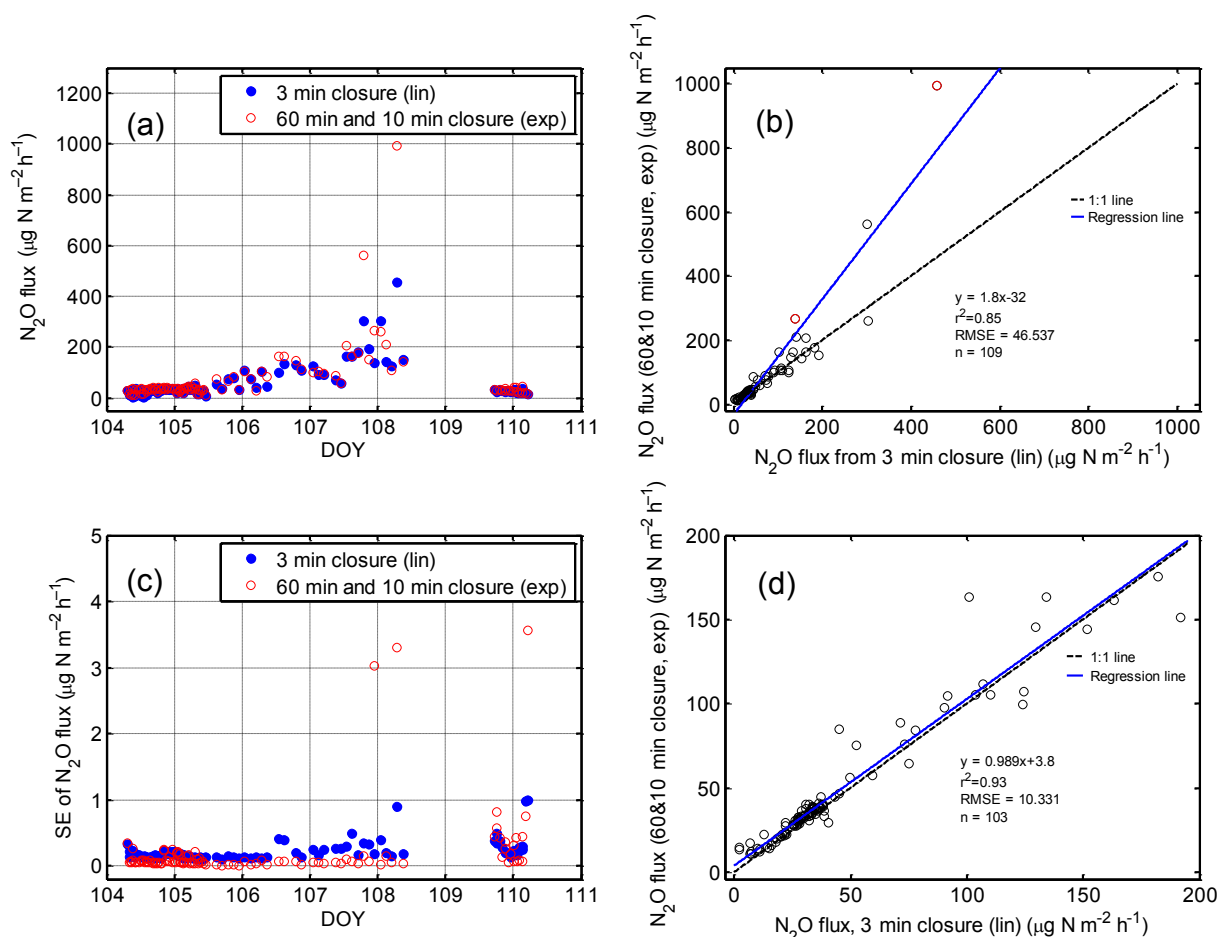 (a)
3 min closure (lin)
60 min and 10 min closure (exp)
N₂O flux (μg N m⁻² h⁻¹)
1200
1000
800
600
400
200
0
104 105 106 107 108 109 110 111
DOY
(b)
1:1 line
Regression line
y = 1.8x-32
r²=0.85
RMSE = 46.537
n = 109
N₂O flux (60&10 min closure, exp) (μg N m⁻² h⁻¹)
1000
800
600
400
200
0
0 200 400 600 800 1000
N₂O flux from 3 min closure (lin) (μg N m⁻² h⁻¹)
(c)
3 min closure (lin)
60 min and 10 min closure (exp)
SE of N₂O flux (μg N m⁻² h⁻¹)
5
4
3
2
1
0
104 105 106 107 108 109 110 111
DOY
(d)
1:1 line
Regression line
y = 0.989x+3.8
r²=0.93
RMSE = 10.331
n = 103
N₂O flux (60&10 min closure, exp) (μg N m⁻² h⁻¹)
200
150
100
50
0
0 50 100 150 200
N₂O flux, 3 min closure (lin) (μg N m⁻² h⁻¹)